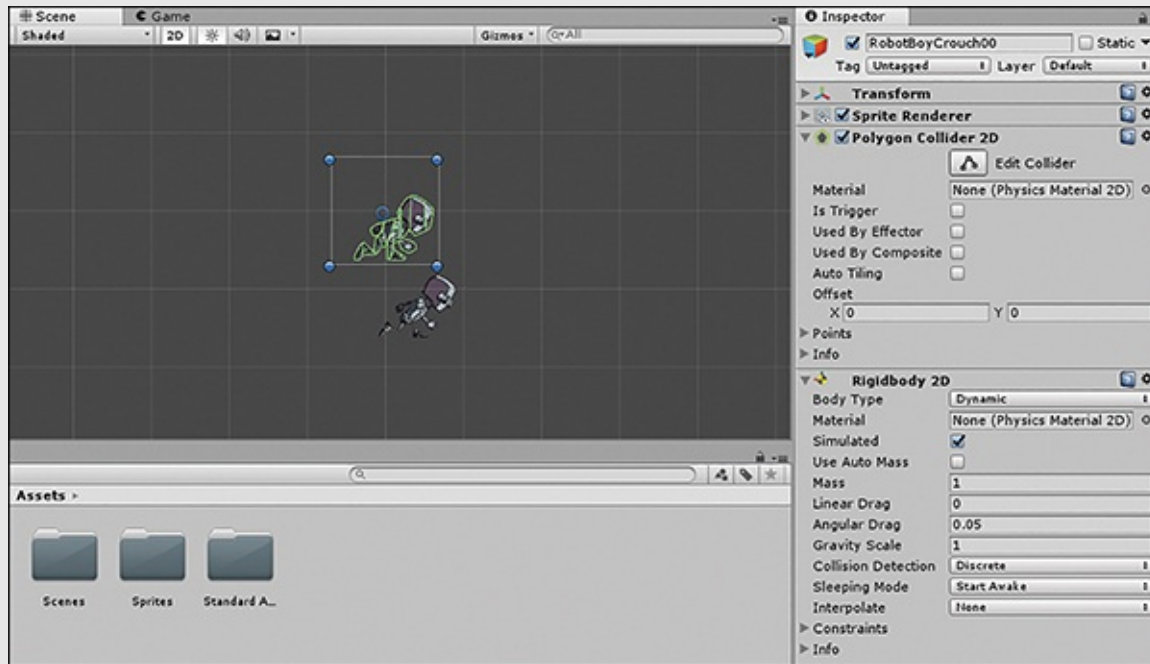 Scene Game
Shaded 2D Gizmos All
Inspector
RobotBoyCrouch00 Static
Tag Untagged Layer Default
Transform
Sprite Renderer
Polygon Collider 2D
Edit Collider
Material None (Physics Material 2D)
Is Trigger
Used By Effector
Used By Composite
Auto Tiling
Offset
X 0 Y 0
Points
Info
Rigidbody 2D
Body Type Dynamic
Material None (Physics Material 2D)
Simulated
Use Auto Mass
Mass 1
Linear Drag 0
Angular Drag 0.05
Gravity Scale 1
Collision Detection Discrete
Sleeping Mode Start Awake
Interpolate None
Constraints
Info
Assets
Scenes Sprites Standard A...